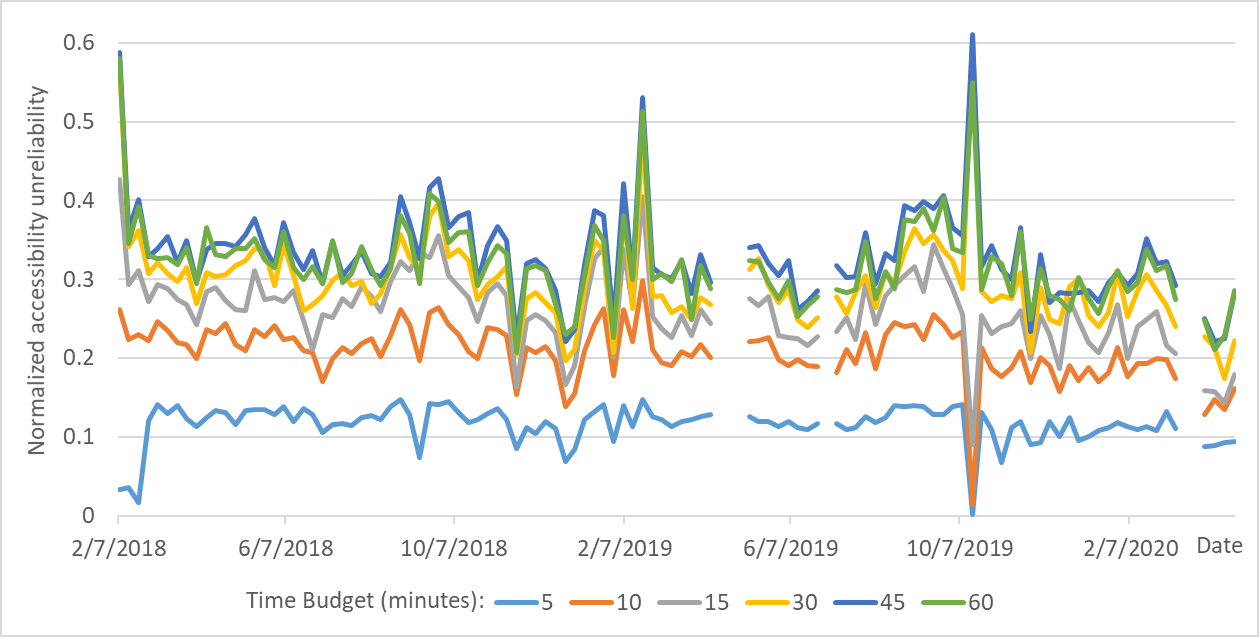 Normalized accessibility unreliability
0.6
0.5
0.4
0.3
0.2
0.1
0
2/7/2018 6/7/2018 10/7/2018 2/7/2019 6/7/2019 10/7/2019 2/7/2020 Date
Time Budget (minutes): 5 10 15 30 45 60